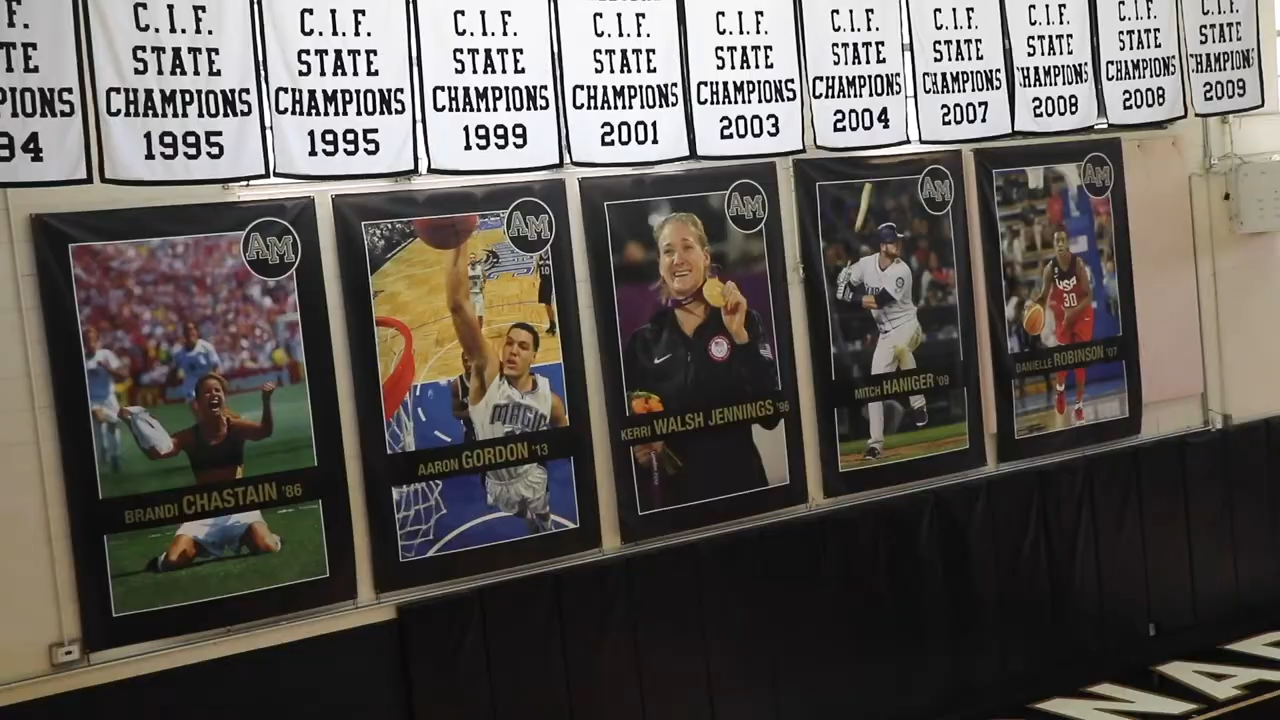 F.
TE
PIONS
94
C.I.F.
STATE
CHAMPIONS
1995
C.I.F.
STATE
CHAMPIONS
1995
C.I.F.
STATE
CHAMPIONS
1999
C.I.F.
STATE
CHAMPIONS
2001
C.I.F.
STATE
CHAMPIONS
2003
C.I.F.
STATE
CHAMPIONS
2004
C.I.F.
STATE
CHAMPIONS
2007
C.I.F.
STATE
CHAMPIONS
2008
C.I.F.
STATE
CHAMPIONS
2008
C.I.F.
STATE
CHAMPIONS
2009
AM
BRANDI CHASTAIN '86
AM
MAGIC
AARON GORDON '13
AM
KERRI WALSH JENNINGS '96
AM
MITCH HANIGER '09
AM
USA
30
DANIELLE ROBINSON '07
NAR